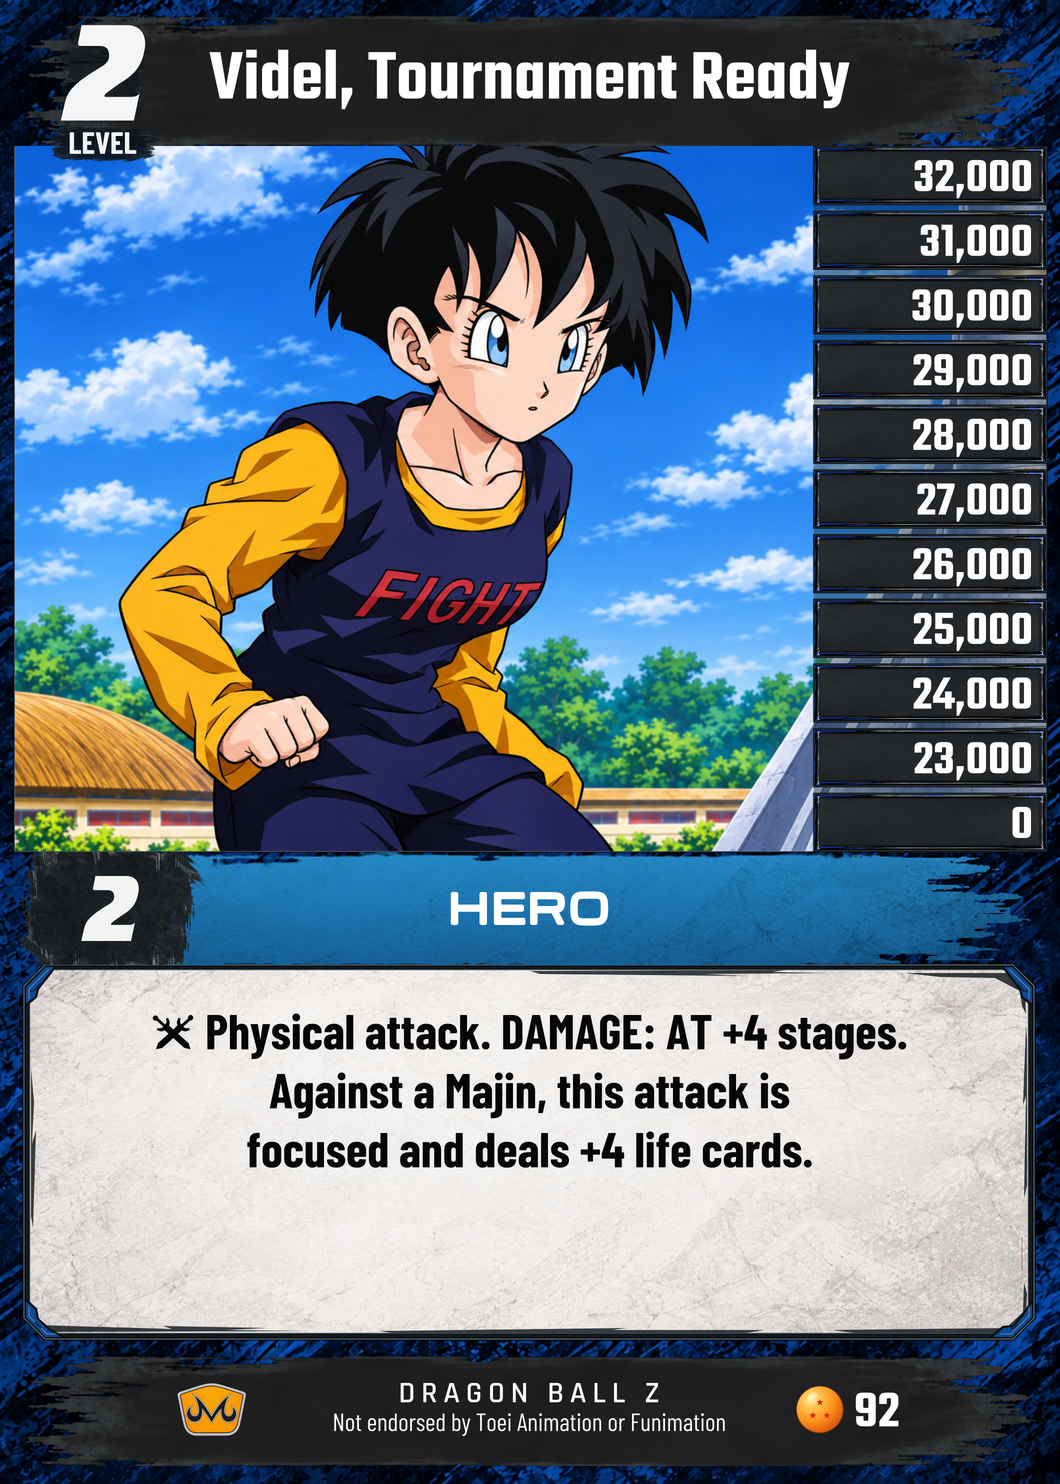 2
LEVEL
Videl, Tournament Ready
32,000
31,000
30,000
29,000
28,000
27,000
26,000
25,000
24,000
23,000
0
FIGHT
2
HERO
Physical attack. DAMAGE: AT +4 stages.
Against a Majin, this attack is
focused and deals +4 life cards.
DRAGON BALL Z
Not endorsed by Toei Animation or Funimation
92